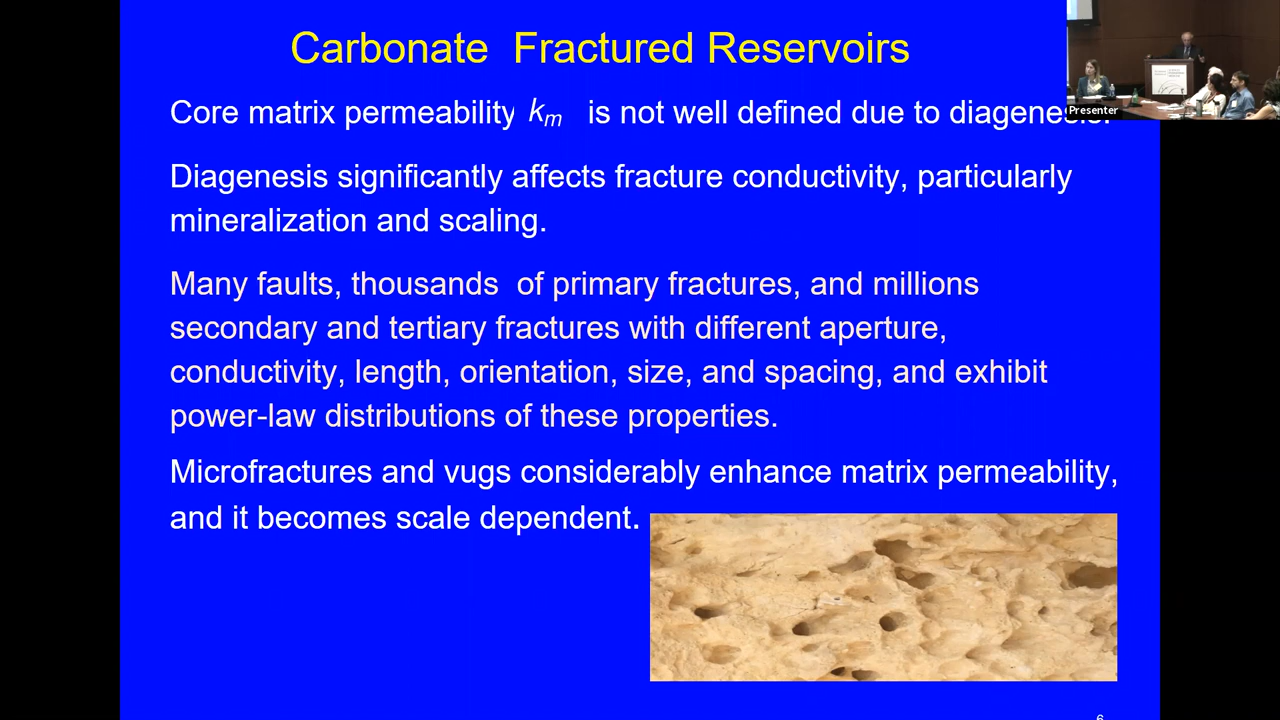 Carbonate Fractured Reservoirs
Core matrix permeability km is not well defined due to
Presenter
Diagenesis significantly affects fracture conductivity, particularly
mineralization and scaling.
Many faults, thousands of primary fractures, and millions
secondary and tertiary fractures with different aperture,
conductivity, length, orientation, size, and spacing, and exhibit
power-law distributions of these properties.
Microfractures and vugs considerably enhance matrix permeability,
and it becomes scale dependent.